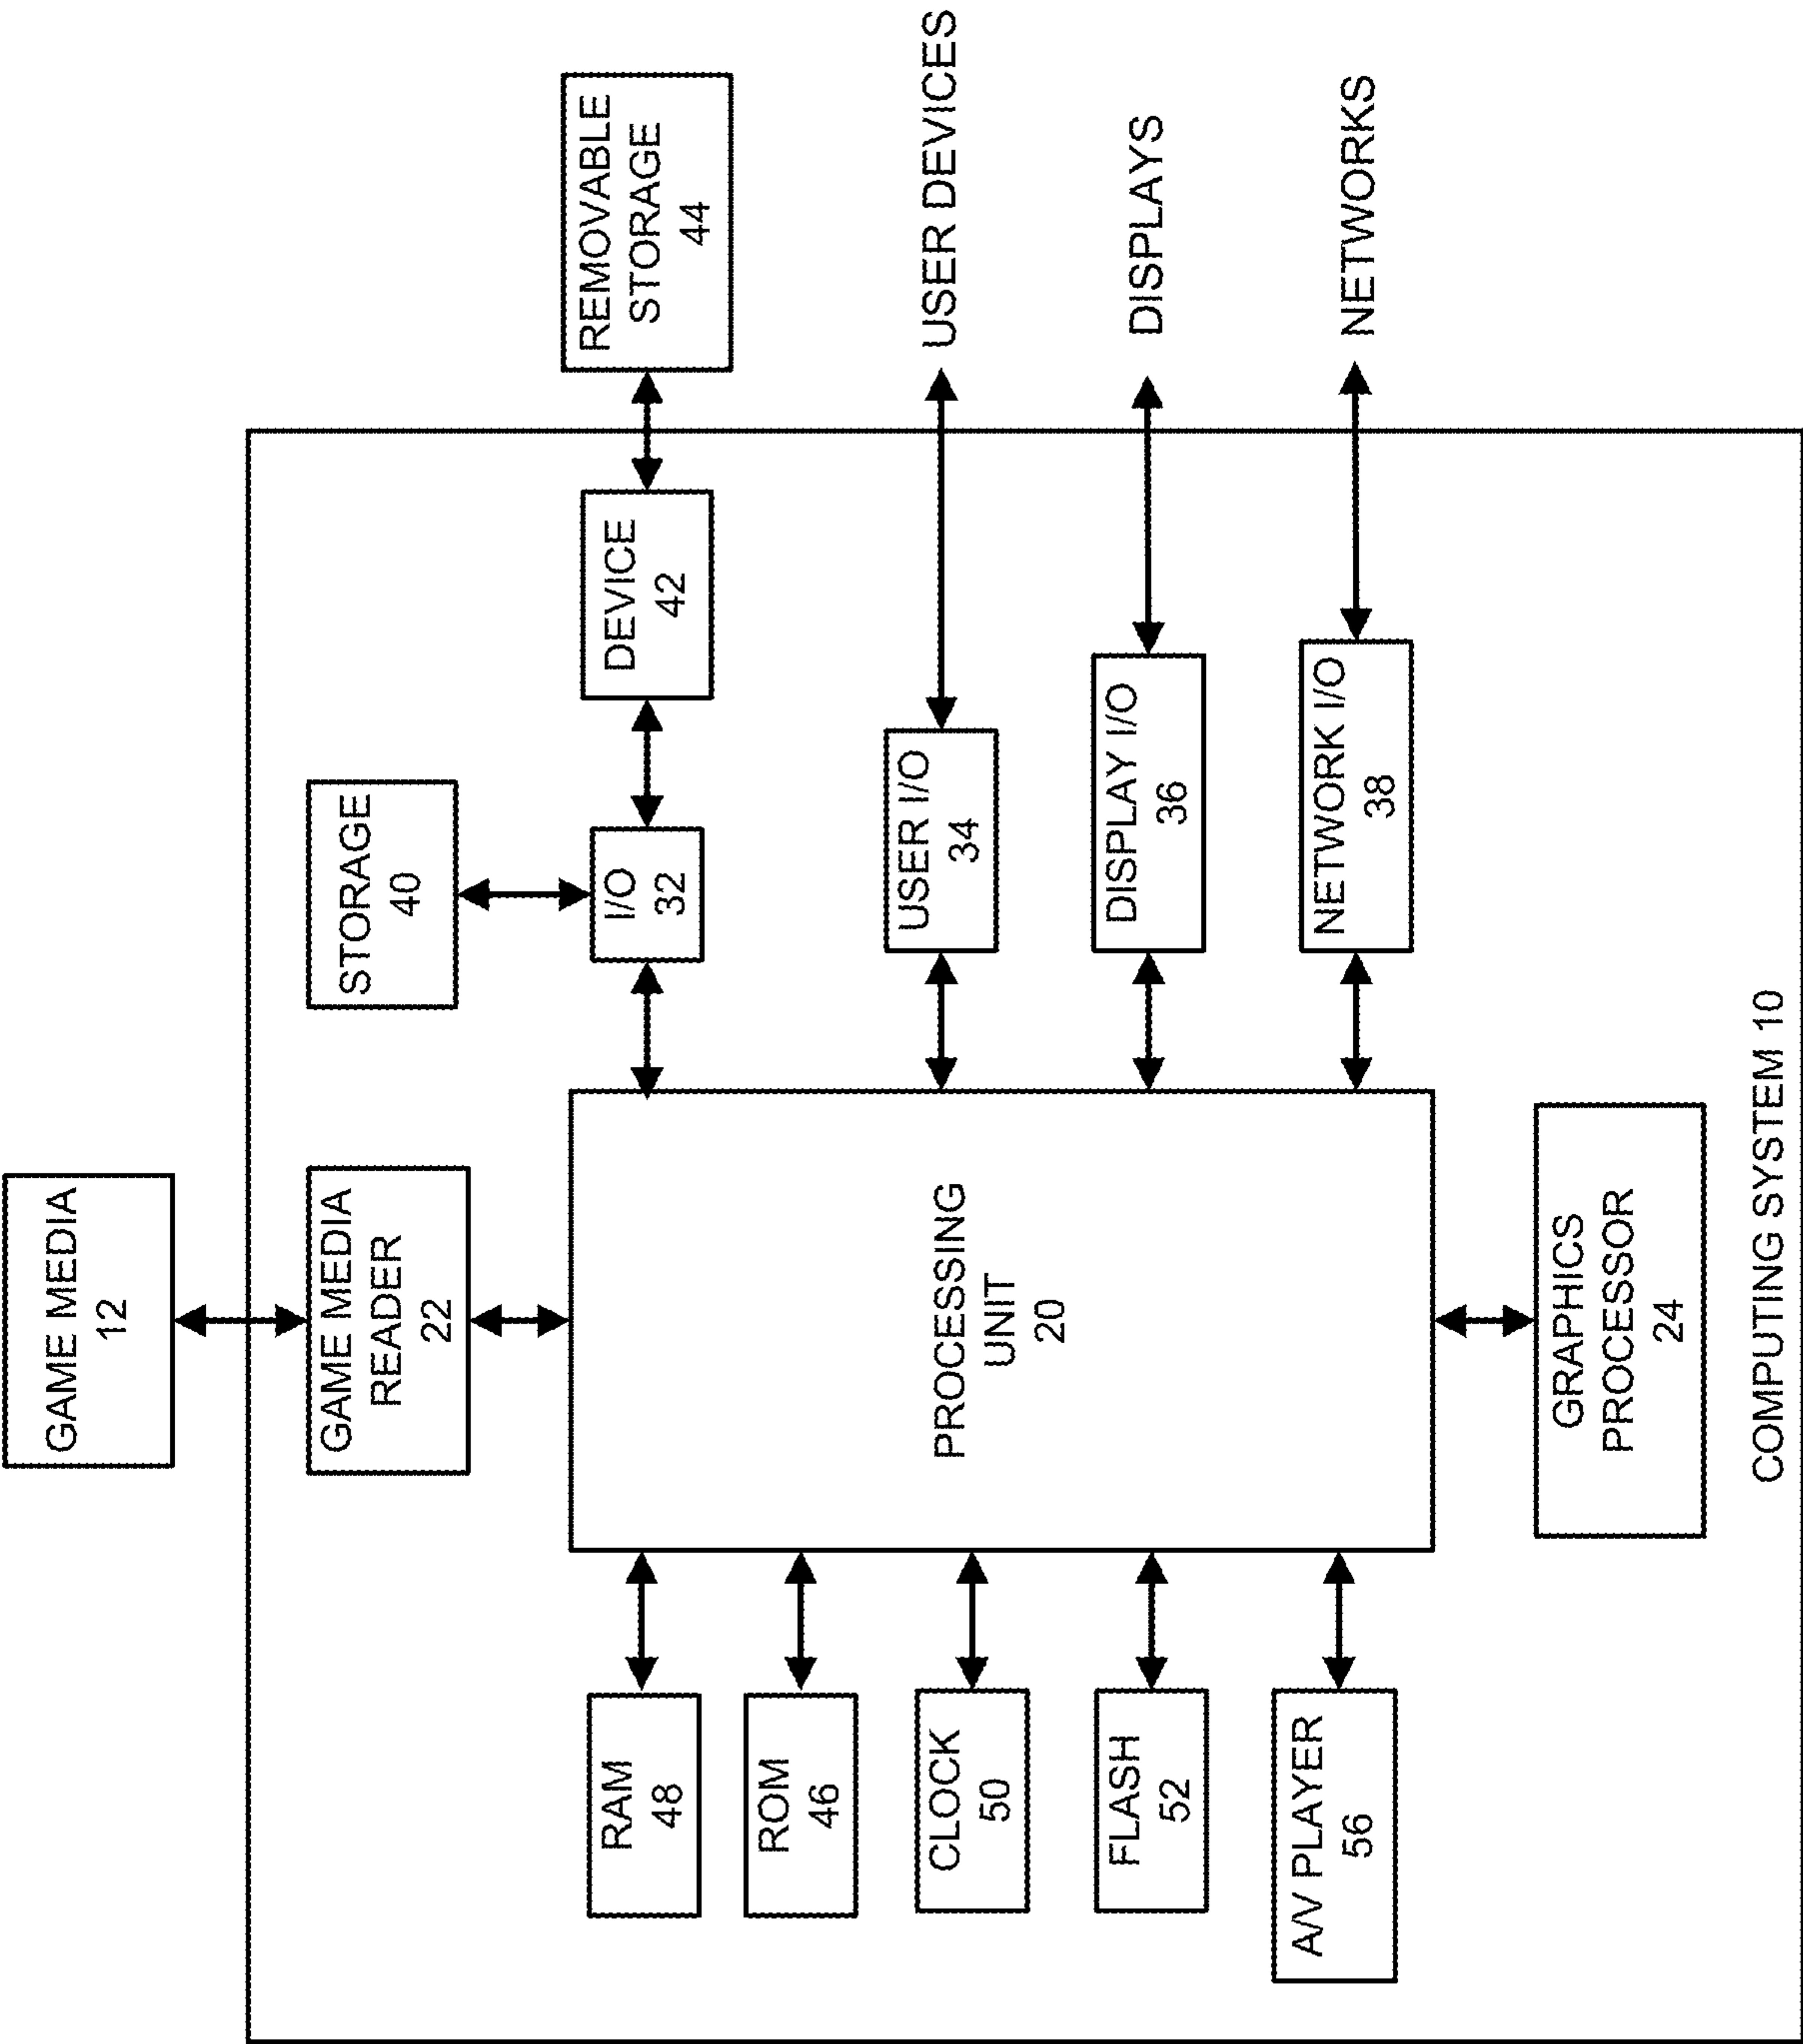 GAME MEDIA
12
GAME MEDIA
READER
22
STORAGE
40
I/O
32
DEVICE
42
REMOVABLE
STORAGE
44
RAM
48
ROM
46
CLOCK
50
FLASH
52
A/V PLAYER
56
PROCESSING
UNIT
20
USER I/O
34
USER DEVICES
DISPLAY I/O
36
DISPLAYS
NETWORK I/O
38
NETWORKS
GRAPHICS
PROCESSOR
24
COMPUTING SYSTEM 10